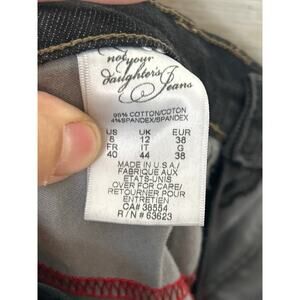 not your
daughter's Jeans
96% COTTON/COTON
4%SPANDEX/SPANDEX
US UK EUR
8 12 38
FR IT G
40 44 38
MADE IN U.S.A./
FABRIQUE AUX
ETATS-UNIS
OVER FOR CARE/
RETOURNER POUR
ENTRETIEN
CA# 38554
R / N # 63623